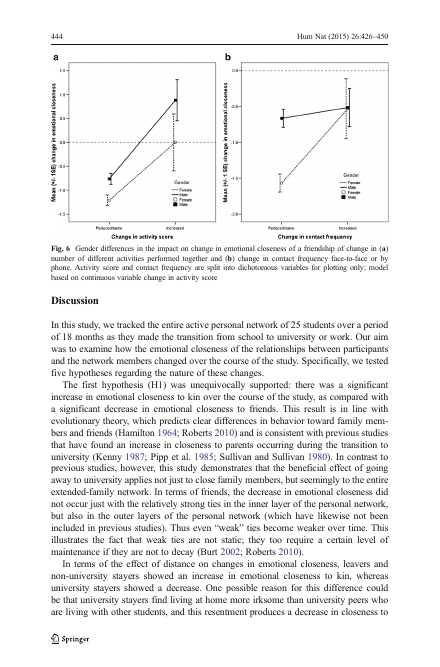 444
Hum Nat (2015) 26:426–450
a
b
1.5
1.0
0.5
0.0
-0.5
-1.0
-1.5
Mean (+/-1SE) change in emotional closeness
Gender
Female
Male
Female
Male
Reduced/same
Increased
Change in activity score
0.0
-0.5
-1.0
-1.5
-2.0
Mean (+/-1 SE) change in emotional closeness
Gender
Female
Male
Female
Male
Reduced/same
Increased
Change in contact frequency
Fig. 6 Gender differences in the impact on change in emotional closeness of a friendship of change in (a)
number of different activities performed together and (b) change in contact frequency face-to-face or by
phone. Activity score and contact frequency are split into dichotomous variables for plotting only; model
based on continuous variable change in activity score
Discussion
In this study, we tracked the entire active personal network of 25 students over a period
of 18 months as they made the transition from school to university or work. Our aim
was to examine how the emotional closeness of the relationships between participants
and the network members changed over the course of the study. Specifically, we tested
five hypotheses regarding the nature of these changes.
The first hypothesis (H1) was unequivocally supported: there was a significant
increase in emotional closeness to kin over the course of the study, as compared with
a significant decrease in emotional closeness to friends. This result is in line with
evolutionary theory, which predicts clear differences in behavior toward family mem-
bers and friends (Hamilton 1964; Roberts 2010) and is consistent with previous studies
that have found an increase in closeness to parents occurring during the transition to
university (Kenny 1987; Pipp et al. 1985; Sullivan and Sullivan 1980). In contrast to
previous studies, however, this study demonstrates that the beneficial effect of going
away to university applies not just to close family members, but seemingly to the entire
extended-family network. In terms of friends, the decrease in emotional closeness did
not occur just with the relatively strong ties in the inner layer of the personal network,
but also in the outer layers of the personal network (which have likewise not been
included in previous studies). Thus even “weak” ties become weaker over time. This
illustrates the fact that weak ties are not static; they too require a certain level of
maintenance if they are not to decay (Burt 2002; Roberts 2010).
In terms of the effect of distance on changes in emotional closeness, leavers and
non-university stayers showed an increase in emotional closeness to kin, whereas
university stayers showed a decrease. One possible reason for this difference could
be that university stayers find living at home more irksome than university peers who
are living with other students, and this resentment produces a decrease in closeness to
Springer